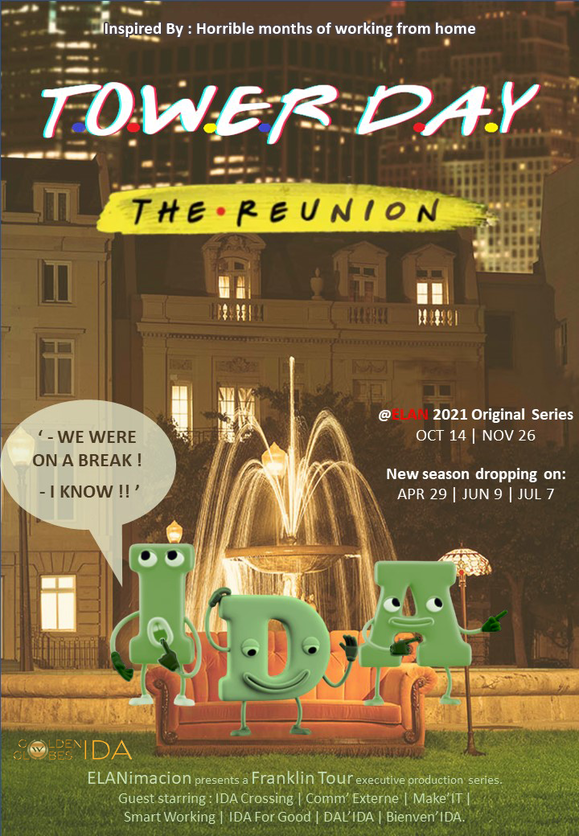 Inspired By : Horrible months of working from home
T.O.W.E.R D.A.Y
THE•REUNION
@ELAN 2021 Original Series
OCT 14 | NOV 26
‘ - WE WERE
ON A BREAK !
- I KNOW !! ’
New season dropping on:
APR 29 | JUN 9 | JUL 7
IDA
GOLDEN
GLOBES IDA
ELANimacion presents a Franklin Tour executive production series.
Guest starring : IDA Crossing | Comm’ Externe | Make’IT |
Smart Working | IDA For Good | DAL’IDA | Bienven’IDA.